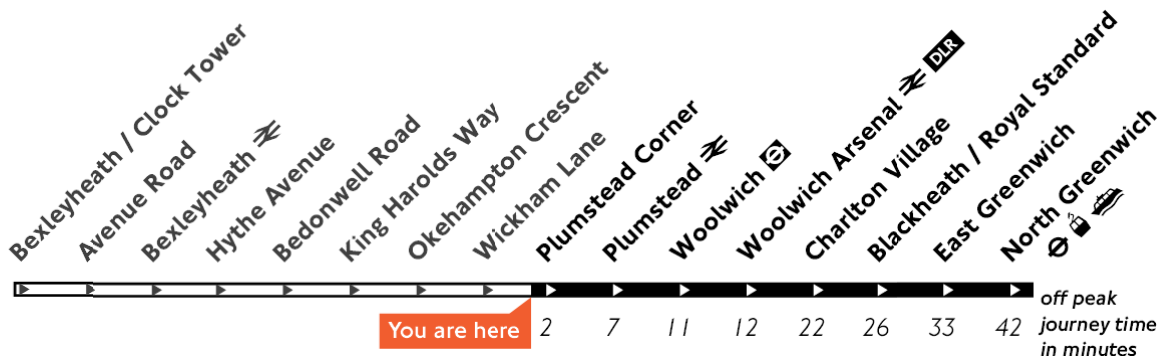 Bexleyheath / Clock Tower
Avenue Road
Bexleyheath
Hythe Avenue
Bedonwell Road
King Harolds Way
Okehampton Crescent
Wickham Lane
Plumstead Corner
Plumstead
Woolwich
Woolwich Arsenal DLR
Charlton Village
Blackheath / Royal Standard
East Greenwich
North Greenwich
You are here
2 7 11 12 22 26 33 42
off peak
journey time
in minutes